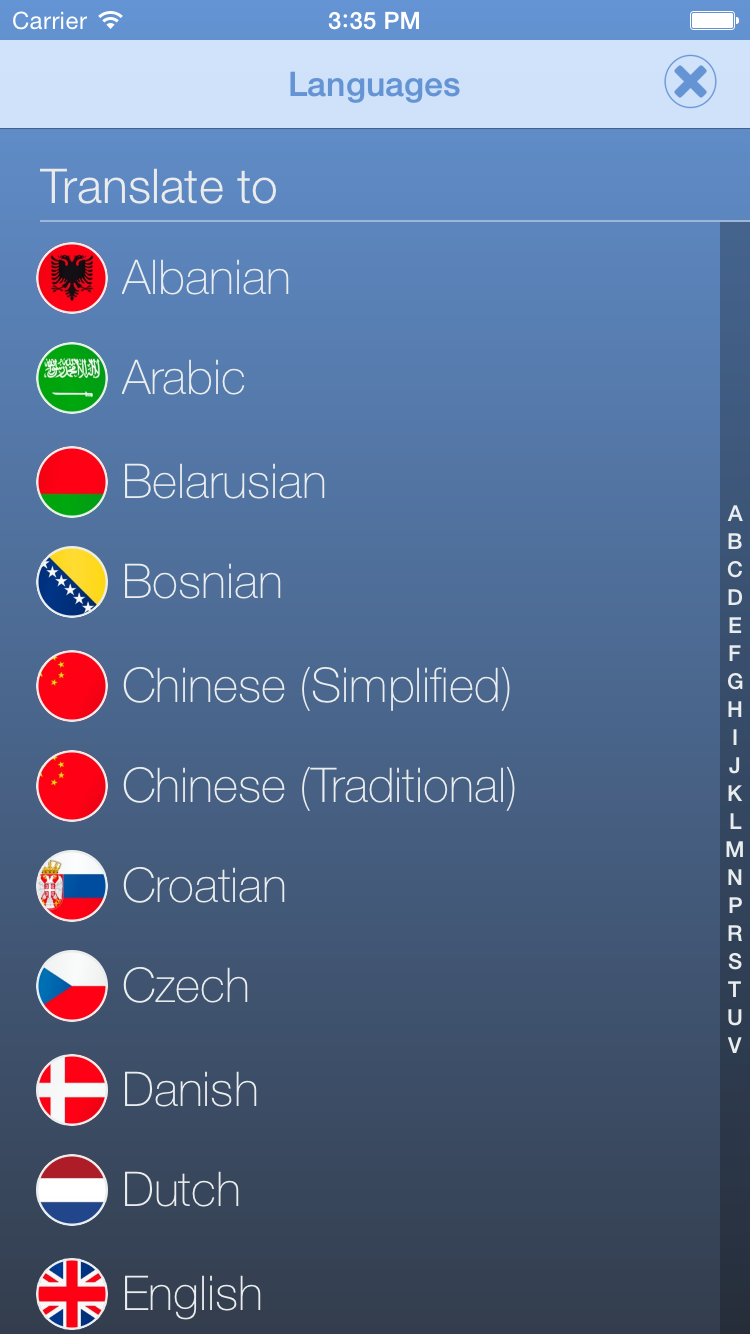 Carrier 3:35 PM
Languages
Translate to
Albanian
Arabic
Belarusian
Bosnian
Chinese (Simplified)
Chinese (Traditional)
Croatian
Czech
Danish
Dutch
English
A
B
C
D
E
F
G
H
I
J
K
L
M
N
P
R
S
T
U
V